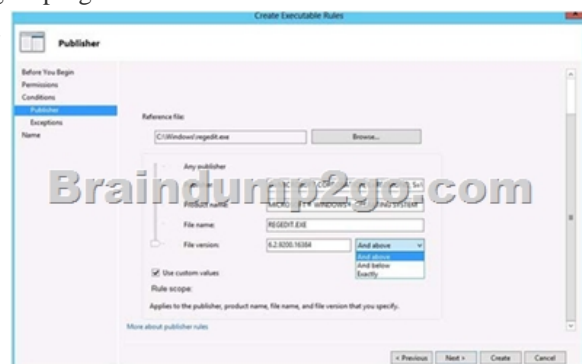 Create Executable Rules
Publisher
Before You Begin
Permissions
Conditions
Publisher
Exceptions
Name
Reference file:
C:\Windows\regedit.exe
Browse...
Any publisher
Braindump2go.com
Product name:
File name:
REGEDIT.EXE
File version:
6.2.9200.16384
And above
And above
And below
Exactly
Use custom values
Rule scope:
Applies to the publisher, product name, file name, and file version that you specify.
More about publisher rules
< Previous
Next >
Create
Cancel